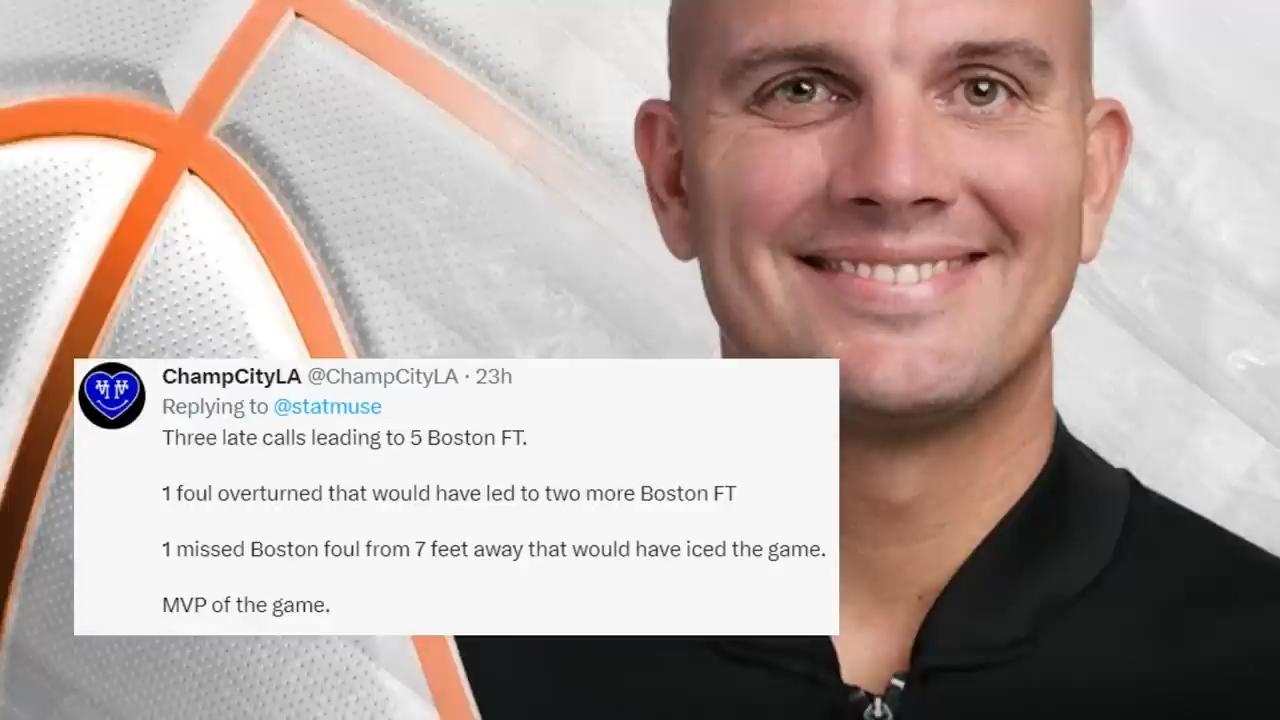 ChampCityLA @ChampCityLA · 23h
Replying to @statmuse
Three late calls leading to 5 Boston FT.
1 foul overturned that would have led to two more Boston FT
1 missed Boston foul from 7 feet away that would have iced the game.
MVP of the game.